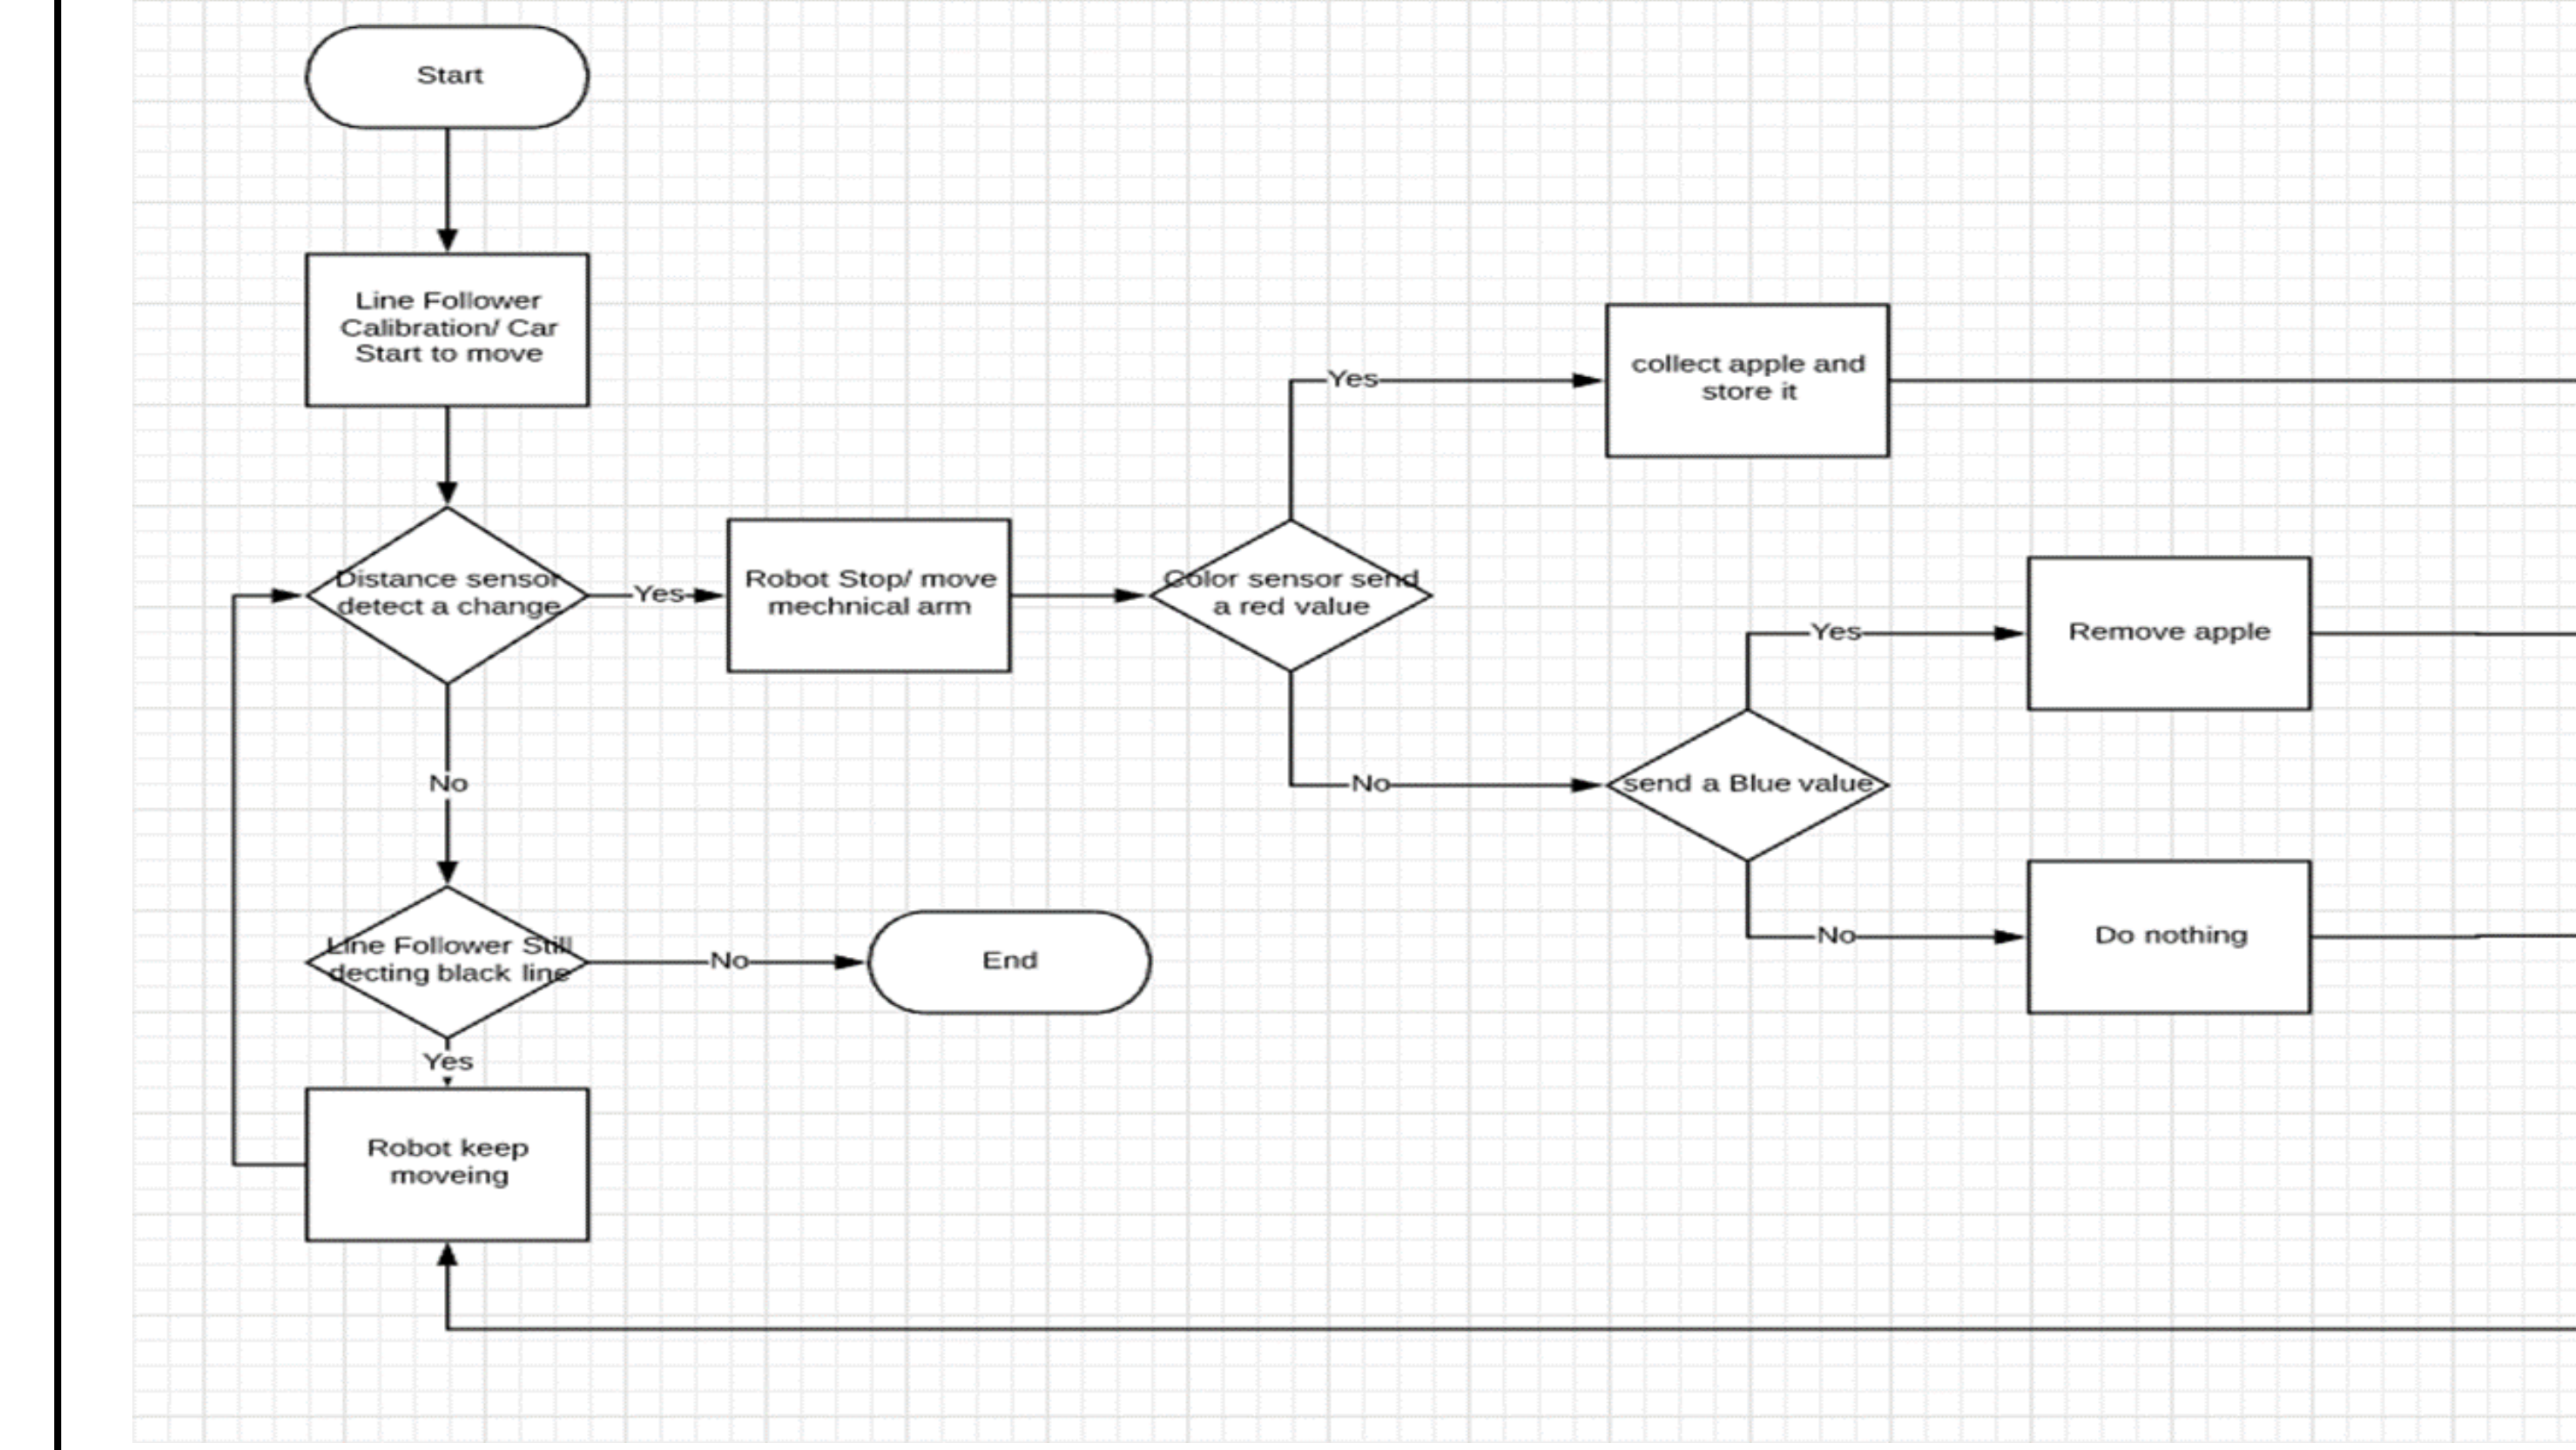 Start
Line Follower
Calibration/ Car
Start to move
Distance sensor
detect a change
Yes
Robot Stop/ move
mechnical arm
Color sensor send
a red value
Yes
collect apple and
store it
No
send a Blue value
Yes
Remove apple
No
Do nothing
No
Line Follower Still
decting black line
No
End
Yes
Robot keep
moveing